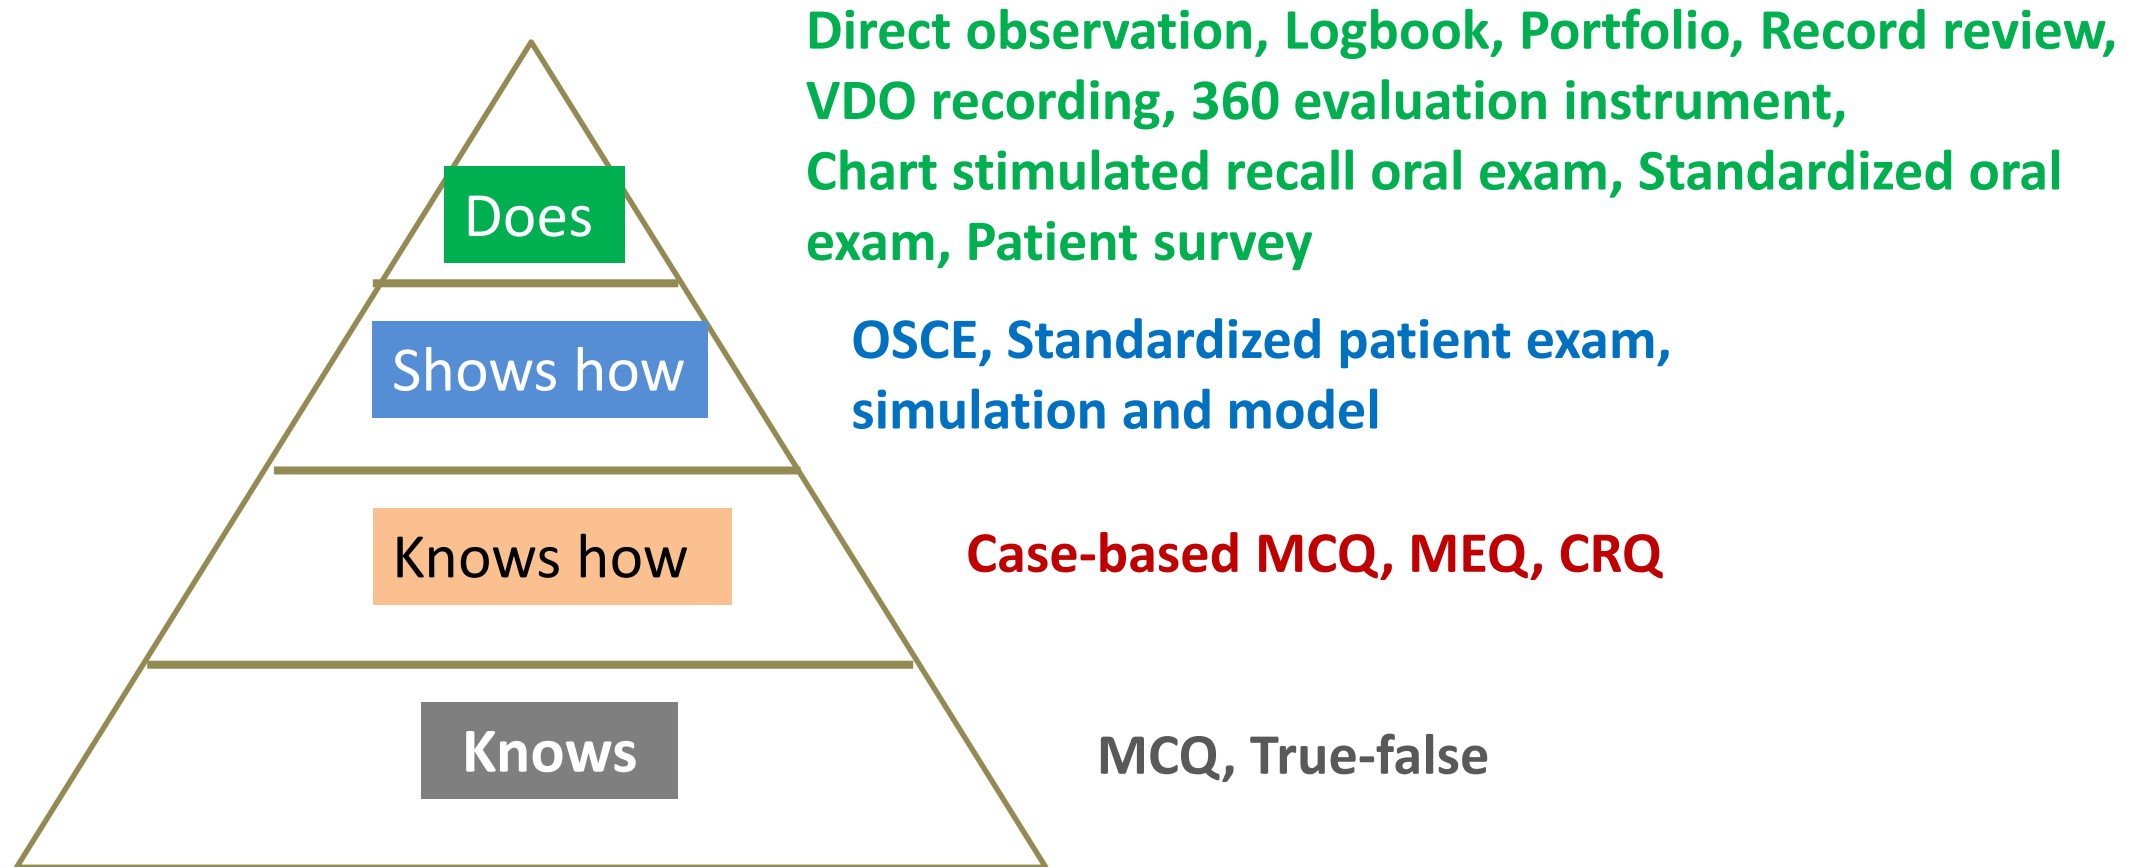 Direct observation, Logbook, Portfolio, Record review,
VDO recording, 360 evaluation instrument,
Chart stimulated recall oral exam, Standardized oral
exam, Patient survey
Does
OSCE, Standardized patient exam,
simulation and model
Shows how
Case-based MCQ, MEQ, CRQ
Knows how
MCQ, True-false
Knows